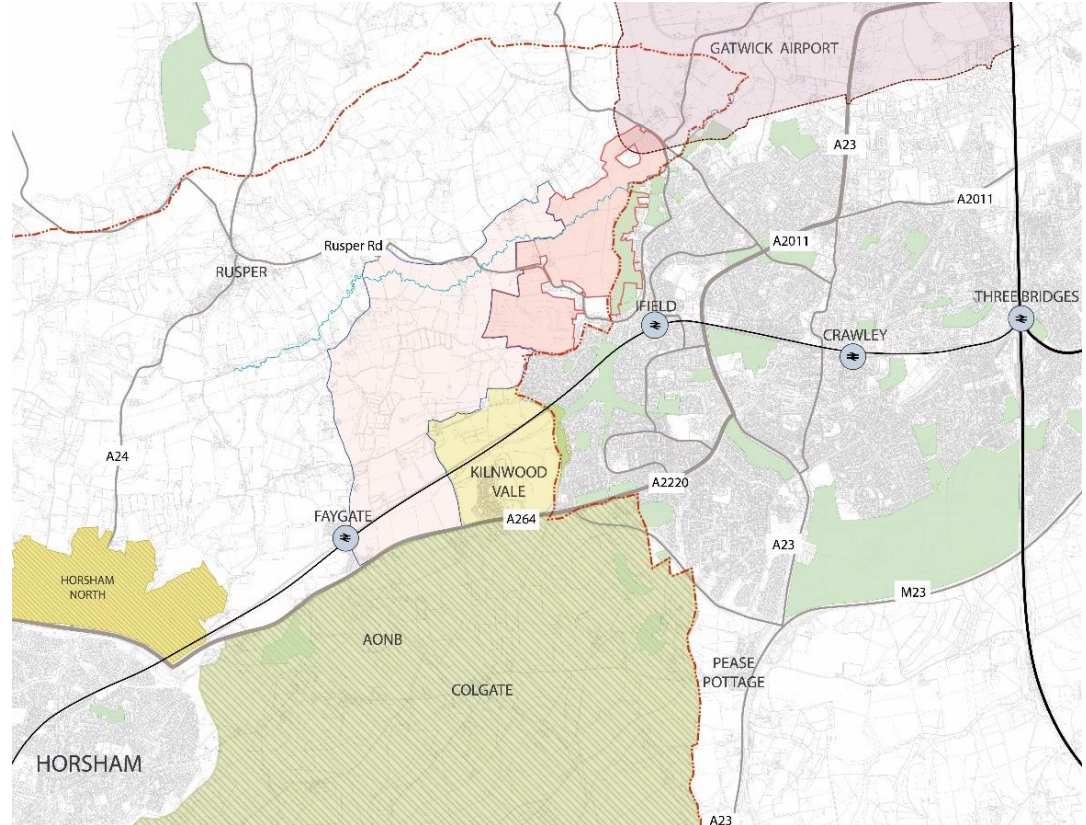 GATWICK AIRPORT
A23
A2011
A2011
Rusper Rd
RUSPER
IFIELD
THREE BRIDGES
CRAWLEY
A24
KILNWOOD
VALE
A2220
FAYGATE
A264
A23
HORSHAM
NORTH
M23
AONB
PEASE
POTTAGE
COLGATE
HORSHAM
A23